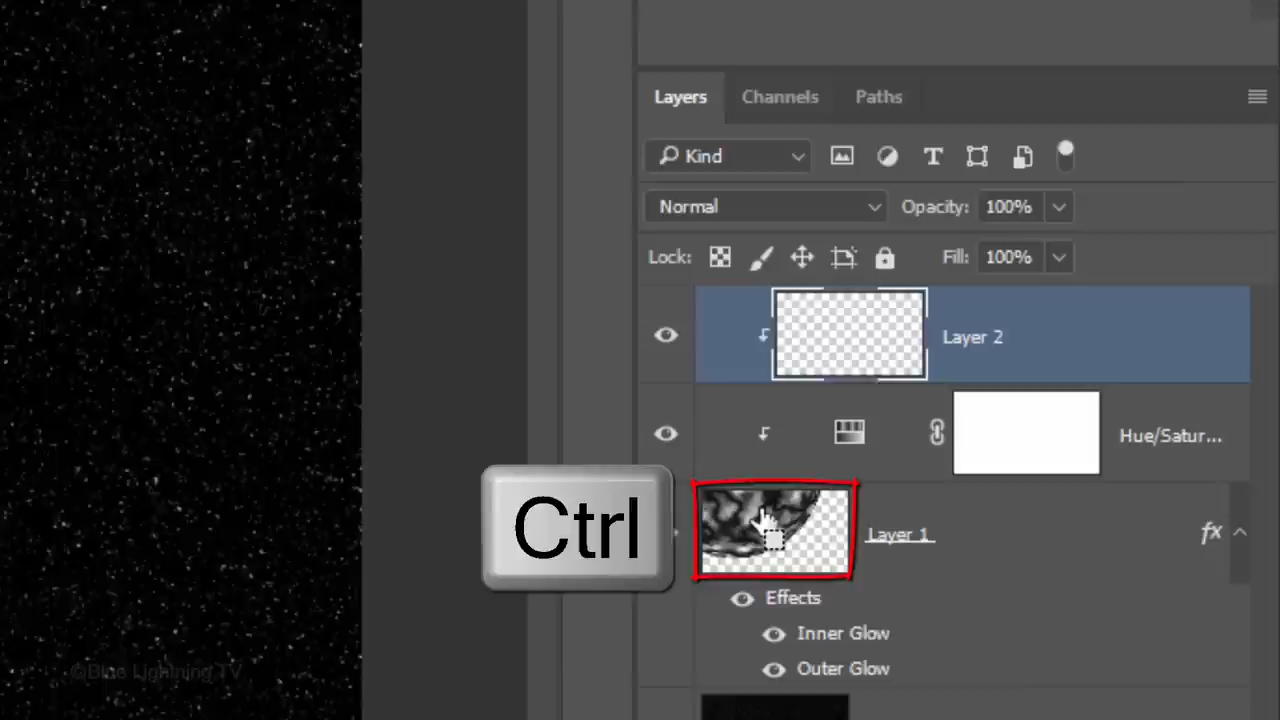 Layers Channels Paths
Kind
Normal Opacity: 100%
Lock: Fill: 100%
Layer 2
Hue/Satur...
Ctrl
Layer 1 fx
Effects
Inner Glow
Outer Glow
©Blue Lightning TV